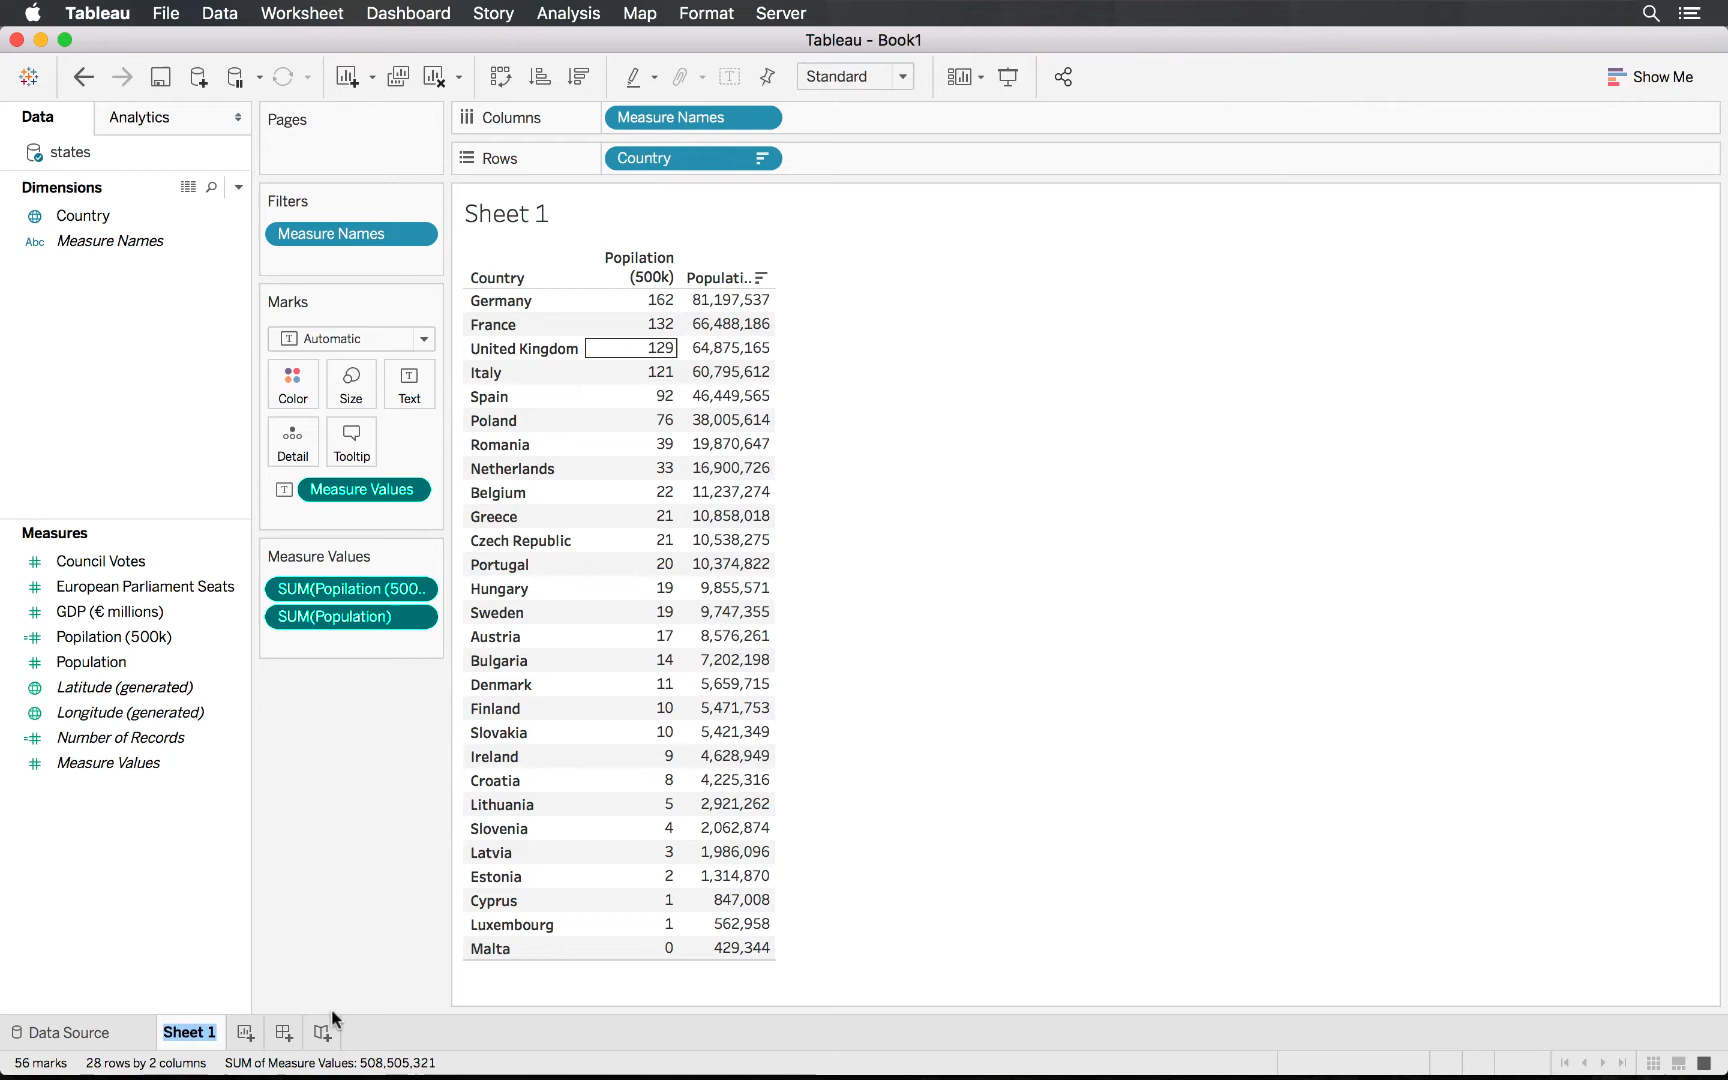 Tableau File Data Worksheet Dashboard Story Analysis Map Format Server
Tableau - Book1
Standard
Show Me
Data Analytics
states
Dimensions
Country
Abc Measure Names
Measures
Council Votes
European Parliament Seats
GDP (€ millions)
Popilation (500k)
Population
Latitude (generated)
Longitude (generated)
Number of Records
Measure Values
Pages
Filters
Measure Names
Marks
T Automatic
Color Size Text
Detail Tooltip
T Measure Values
Measure Values
SUM(Popilation (500..
SUM(Population)
Columns Measure Names
Rows Country
Sheet 1
Popilation
Country (500k) Populati..
Germany 162 81,197,537
France 132 66,488,186
United Kingdom 129 64,875,165
Italy 121 60,795,612
Spain 92 46,449,565
Poland 76 38,005,614
Romania 39 19,870,647
Netherlands 33 16,900,726
Belgium 22 11,237,274
Greece 21 10,858,018
Czech Republic 21 10,538,275
Portugal 20 10,374,822
Hungary 19 9,855,571
Sweden 19 9,747,355
Austria 17 8,576,261
Bulgaria 14 7,202,198
Denmark 11 5,659,715
Finland 10 5,471,753
Slovakia 10 5,421,349
Ireland 9 4,628,949
Croatia 8 4,225,316
Lithuania 5 2,921,262
Slovenia 4 2,062,874
Latvia 3 1,986,096
Estonia 2 1,314,870
Cyprus 1 847,008
Luxembourg 1 562,958
Malta 0 429,344
Data Source Sheet 1
56 marks 28 rows by 2 columns SUM of Measure Values: 508,505,321